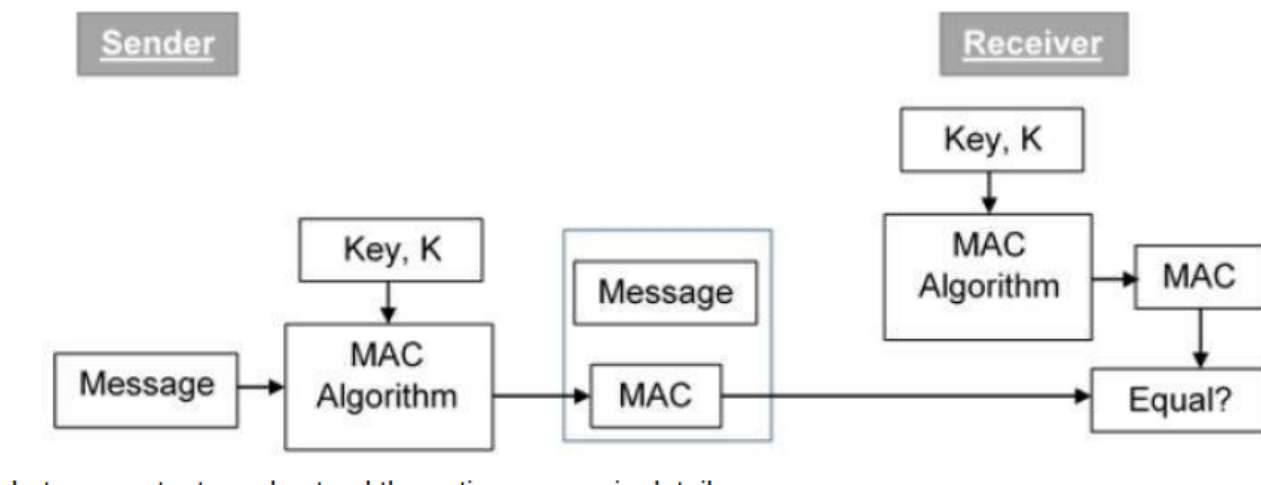 Sender
Receiver
Key, K
MAC
Algorithm
MAC
Key, K
Message
MAC
Algorithm
Message
MAC
Equal?